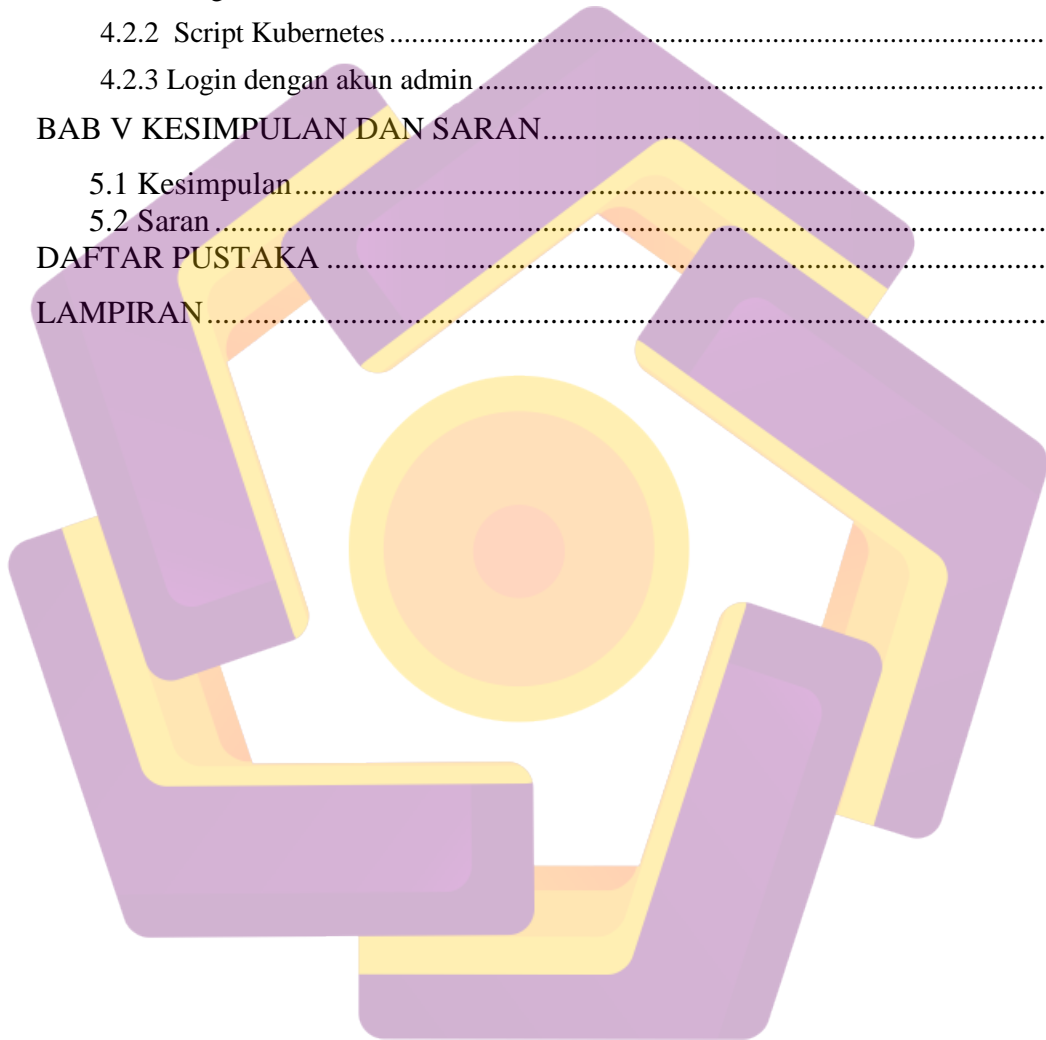 4.2.2 Script Kubernetes ................................................................................
4.2.3 Login dengan akun admin ................................................................................
BAB V KESIMPULAN DAN SARAN................................................................................
5.1 Kesimpulan................................................................................
5.2 Saran ................................................................................
DAFTAR PUSTAKA ................................................................................
LAMPIRAN................................................................................